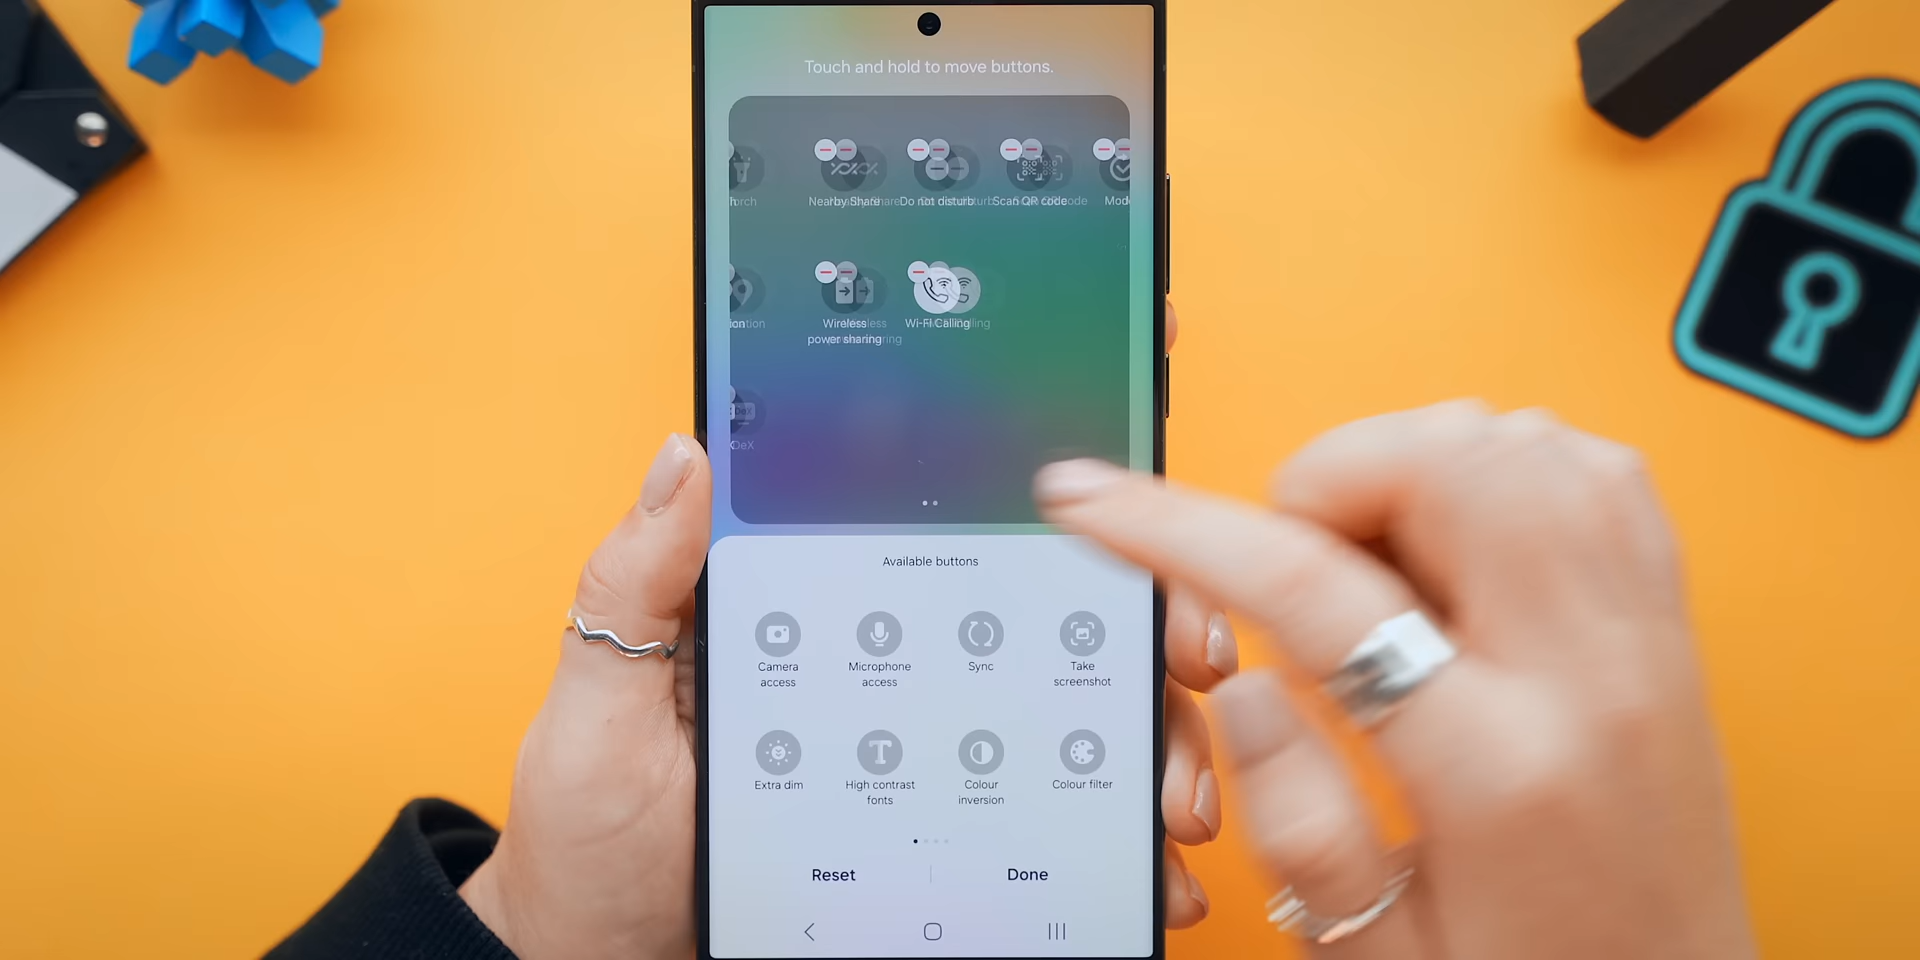 Touch and hold to move buttons.
Nearby Share
Do not disturb
Scan QR code
Mod
Wireless
power sharing
Wi-Fi Calling
DeX
Available buttons
Camera
access
Microphone
access
Sync
Take
screenshot
Extra dim
High contrast
fonts
Colour
inversion
Colour filter
Reset
Done